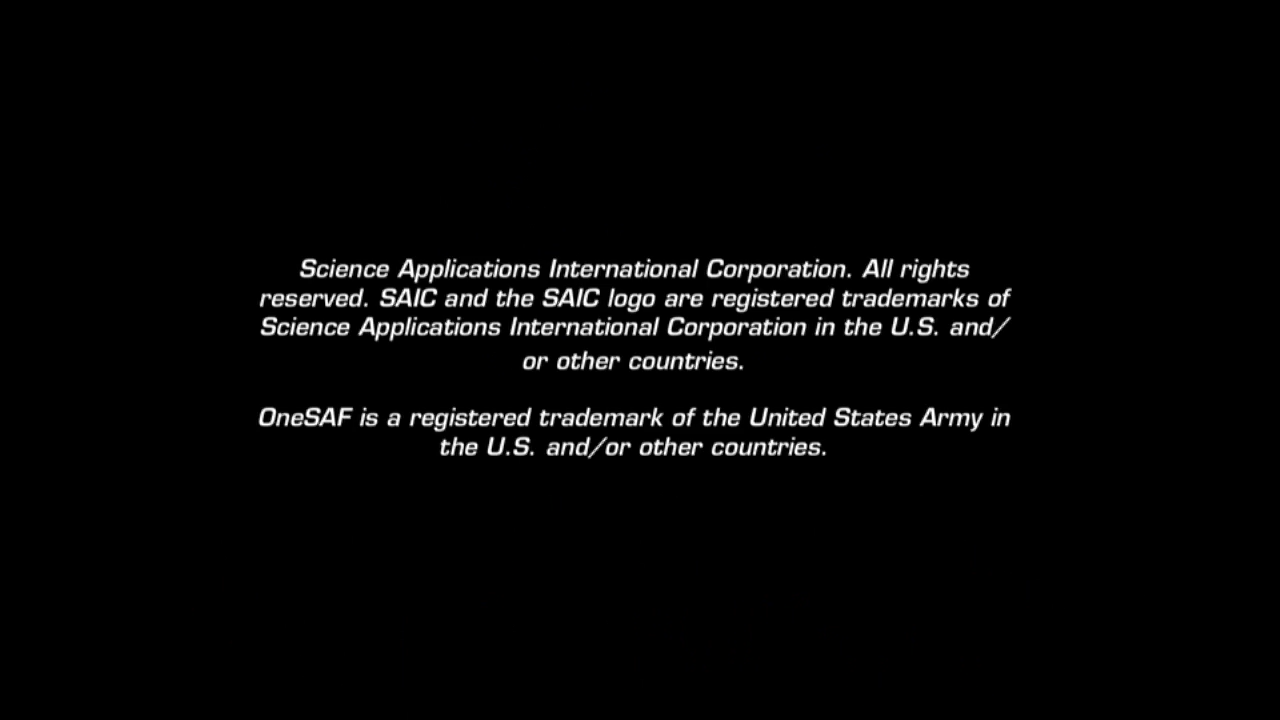 Science Applications International Corporation. All rights
reserved. SAIC and the SAIC logo are registered trademarks of
Science Applications International Corporation in the U.S. and/
or other countries.
OneSAF is a registered trademark of the United States Army in
the U.S. and/or other countries.